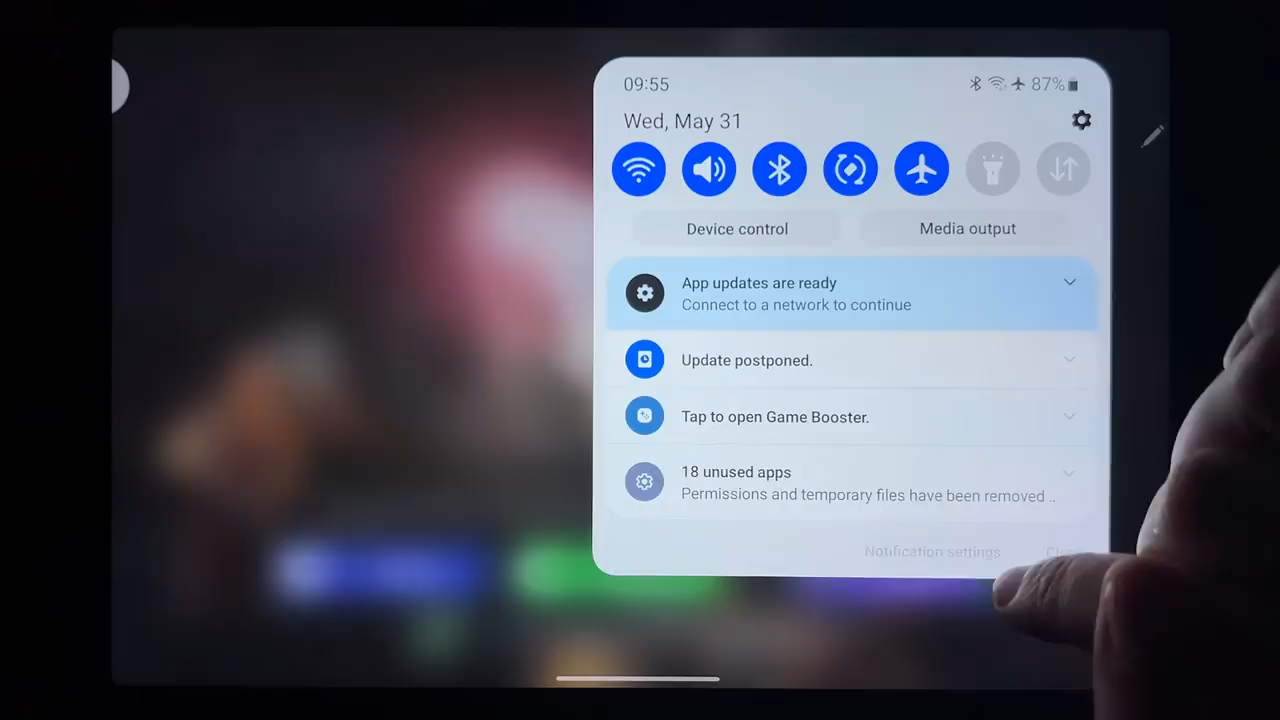 09:55
87%
Wed, May 31
Device control
Media output
App updates are ready
Connect to a network to continue
Update postponed.
Tap to open Game Booster.
18 unused apps
Permissions and temporary files have been removed ..
Notification settings